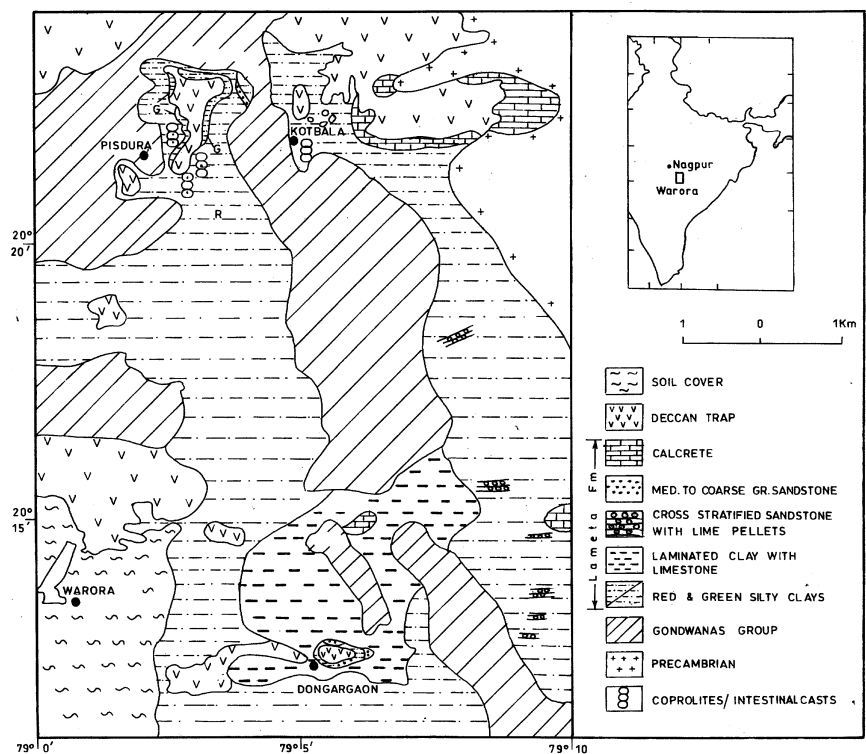 G
PISDURA
G
R
KOTBALA
20°
20′
20°
15′
WARORA
DONGARGAON
79° 0′
79° 5′
79° 10
Nagpur
Warora
1 0 1Km
SOIL COVER
DECCAN TRAP
Lameta Fm
CALCRETE
MED. TO COARSE GR. SANDSTONE
CROSS STRATIFIED SANDSTONE
WITH LIME PELLETS
LAMINATED CLAY WITH
LIMESTONE
RED & GREEN SILTY CLAYS
GONDWANAS GROUP
PRECAMBRIAN
COPROLITES/ INTESTINAL CASTS